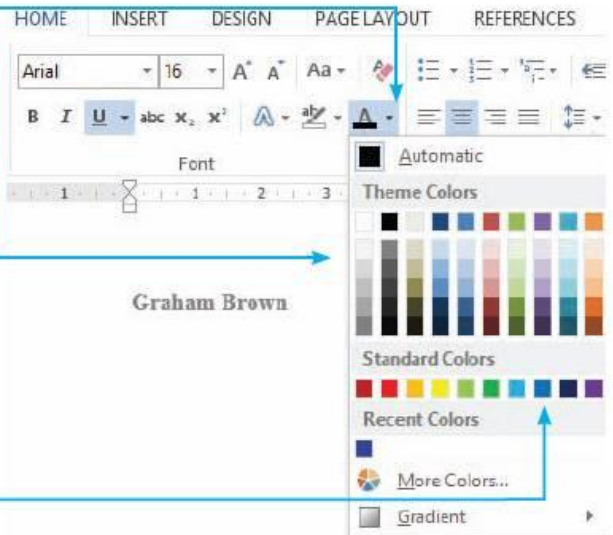 HOME INSERT DESIGN PAGE LAYOUT REFERENCES
Arial 16 A A Aa
B I U abc x₂ x² A aby A
Font
1 1 2 3
Automatic
Theme Colors
Graham Brown
Standard Colors
Recent Colors
More Colors...
Gradient